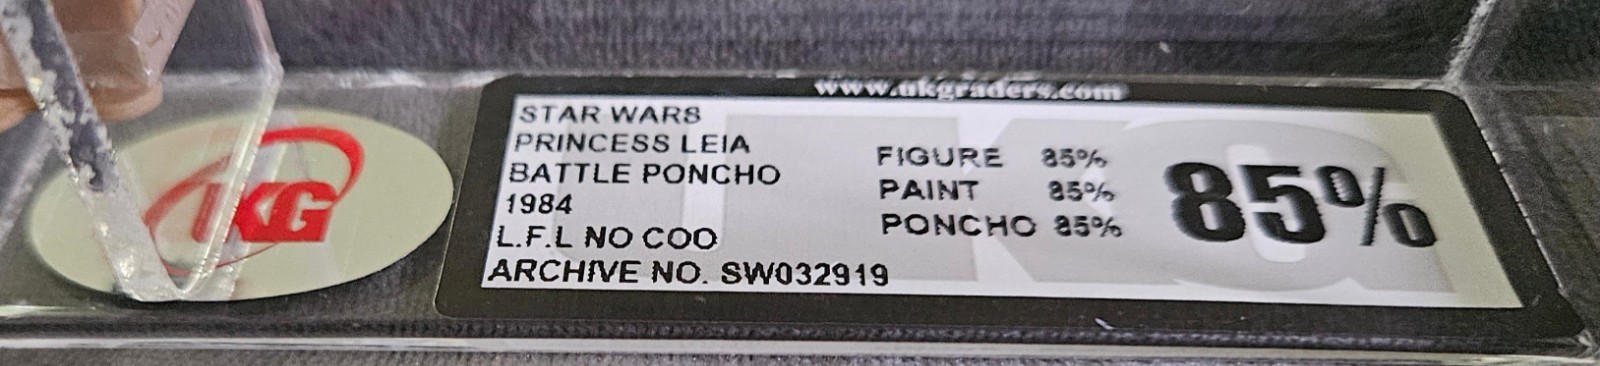 www.ukgraders.com
UKG
STAR WARS
PRINCESS LEIA
BATTLE PONCHO
1984
L.F.L NO COO
ARCHIVE NO. SW032919
FIGURE 85%
PAINT 85%
PONCHO 85%
85%